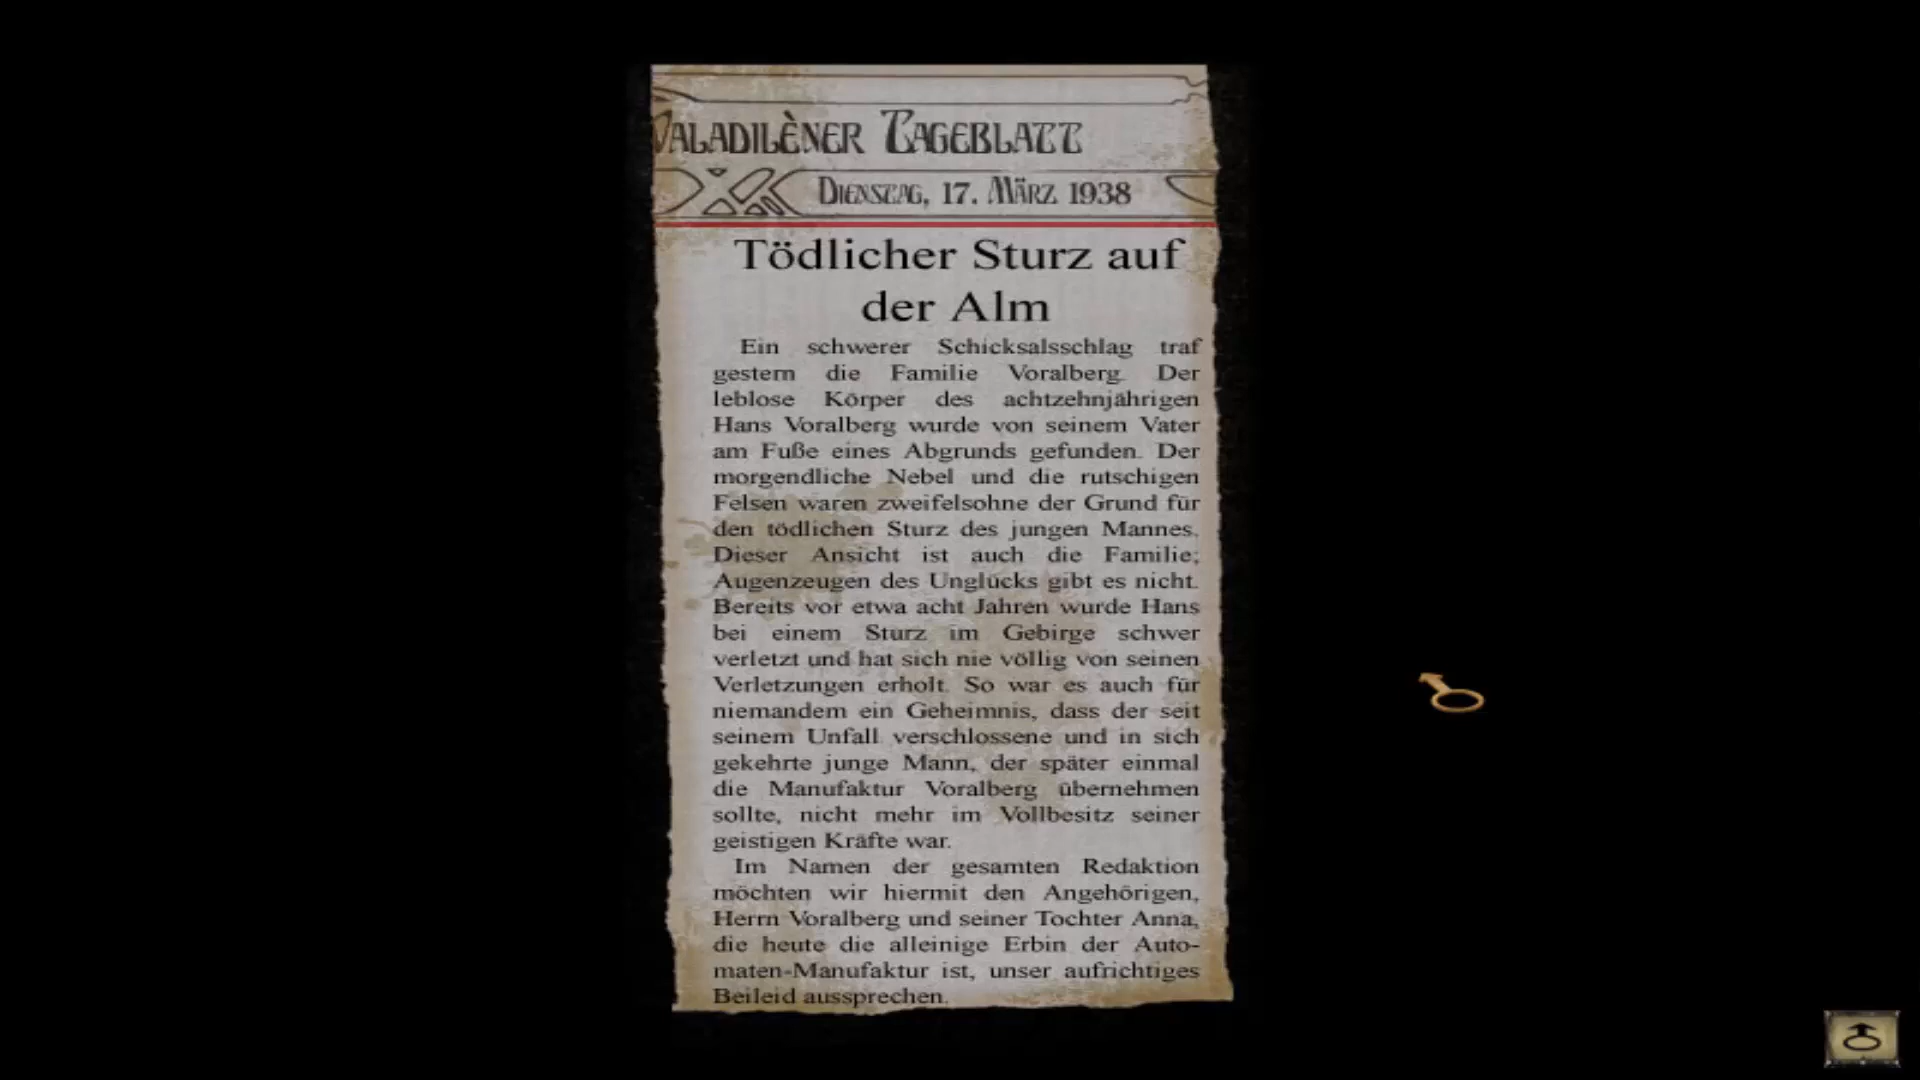 Valadilèner Tageblatt
Dienstag, 17. März 1938
Tödlicher Sturz auf
der Alm
Ein schwerer Schicksalsschlag traf
gestern die Familie Voralberg. Der
leblose Körper des achtzehnjährigen
Hans Voralberg wurde von seinem Vater
am Fuße eines Abgrunds gefunden. Der
morgendliche Nebel und die rutschigen
Felsen waren zweifelsohne der Grund für
den tödlichen Sturz des jungen Mannes.
Dieser Ansicht ist auch die Familie;
Augenzeugen des Unglücks gibt es nicht.
Bereits vor etwa acht Jahren wurde Hans
bei einem Sturz im Gebirge schwer
verletzt und hat sich nie völlig von seinen
Verletzungen erholt. So war es auch für
niemandem ein Geheimnis, dass der seit
seinem Unfall verschlossene und in sich
gekehrte junge Mann, der später einmal
die Manufaktur Voralberg übernehmen
sollte, nicht mehr im Vollbesitz seiner
geistigen Kräfte war.
Im Namen der gesamten Redaktion
möchten wir hiermit den Angehörigen,
Herrn Voralberg und seiner Tochter Anna,
die heute die alleinige Erbin der Auto-
maten-Manufaktur ist, unser aufrichtiges
Beileid aussprechen.